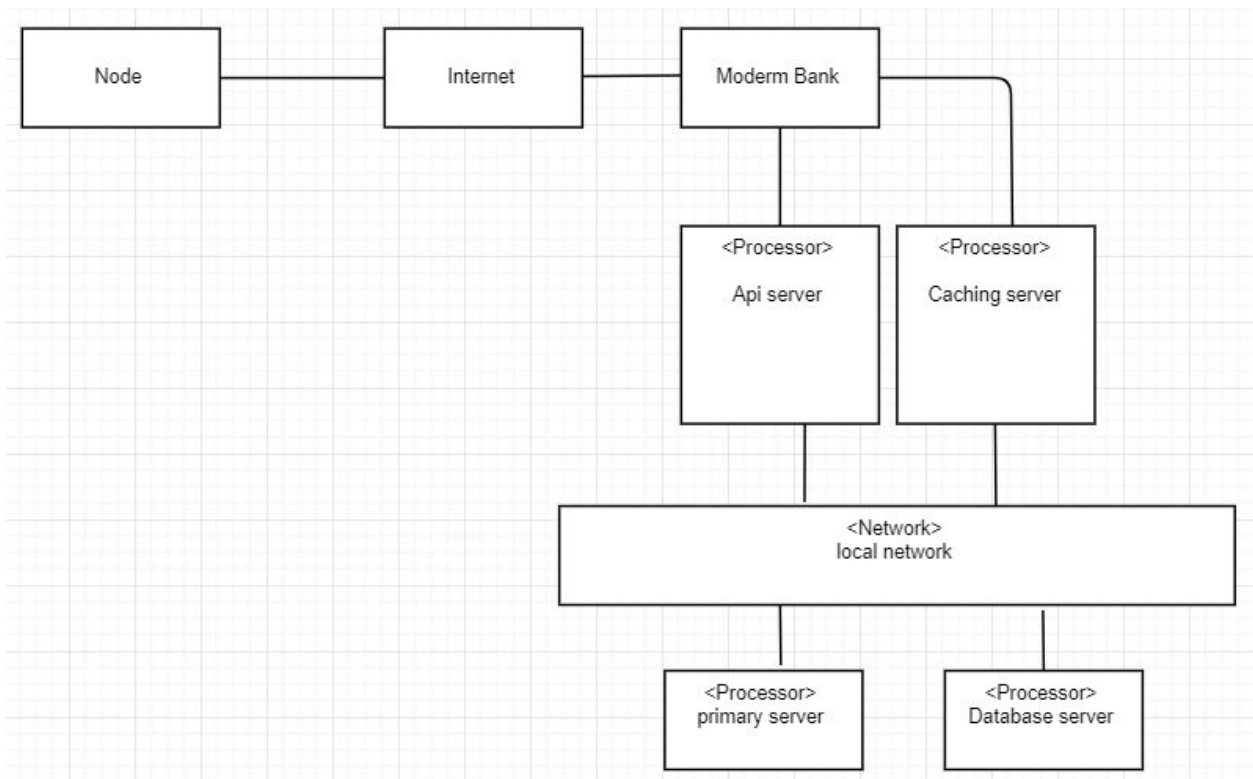 Node
Internet
Moderm Bank
<Processor>
Api server
<Processor>
Caching server
<Network>
local network
<Processor>
primary server
<Processor>
Database server